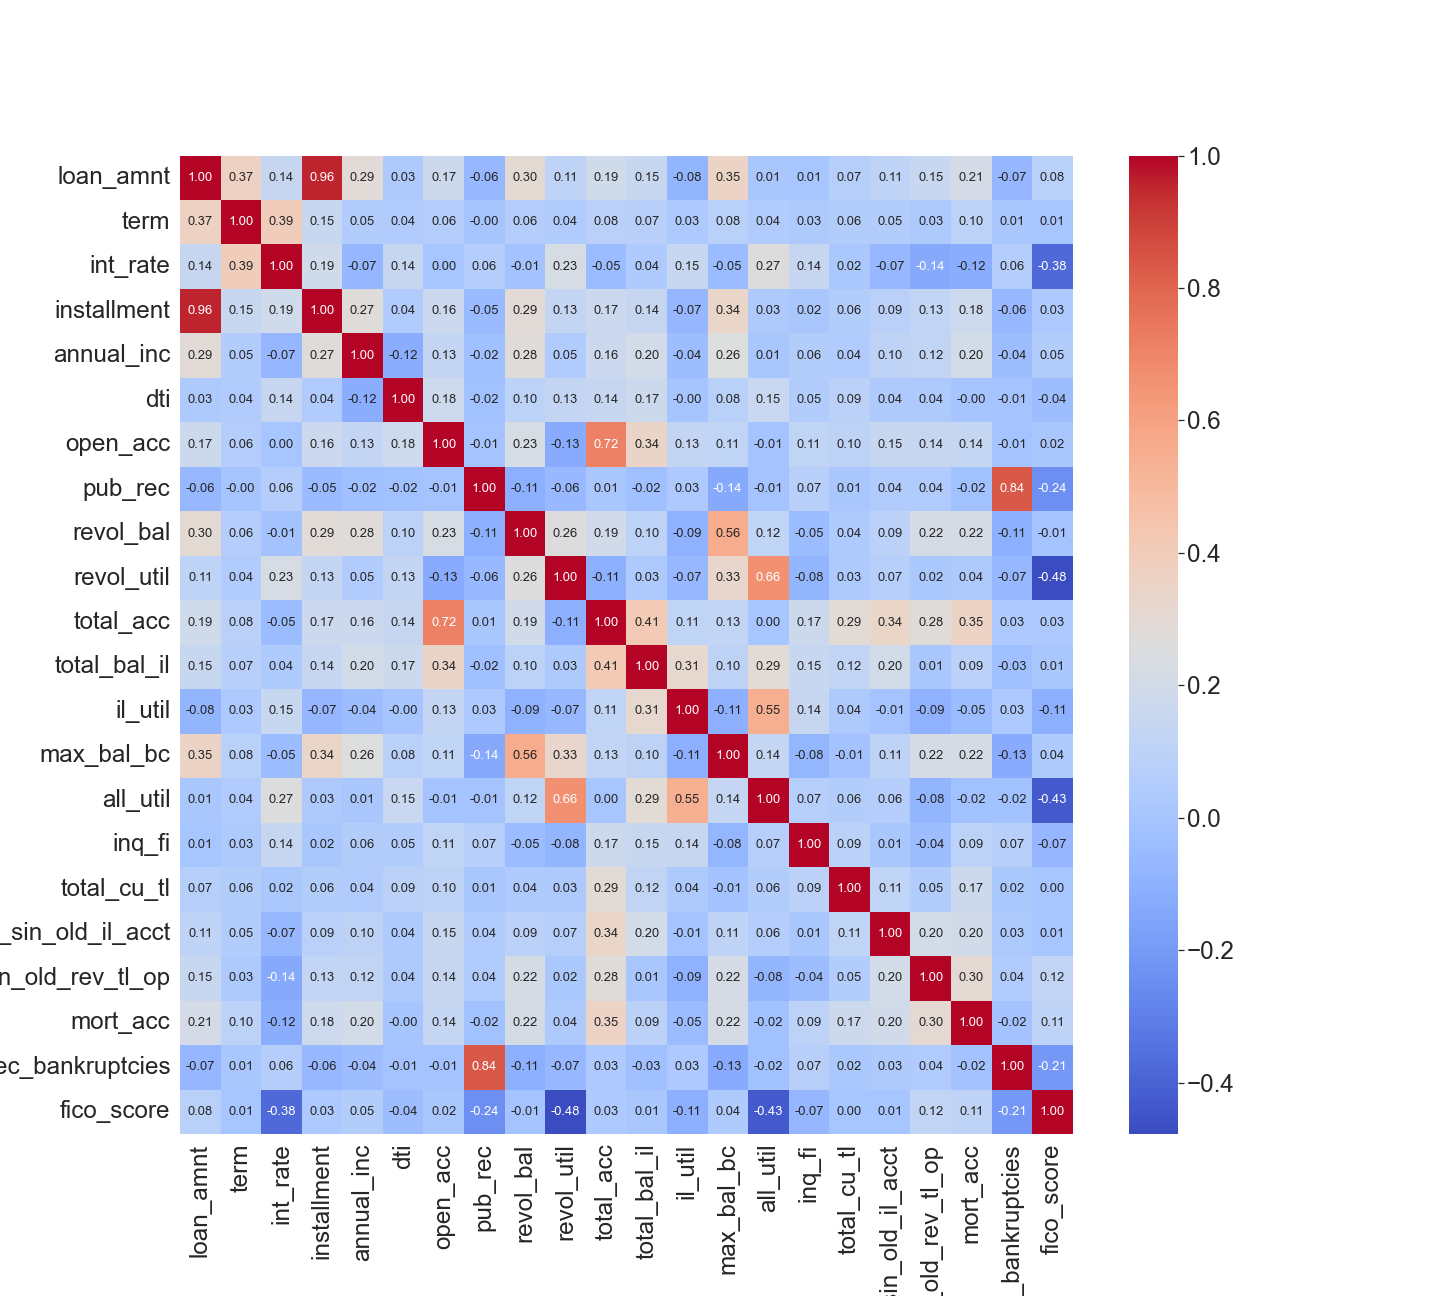 loan_amnt 1.00 0.37 0.14 0.96 0.29 0.03 0.17 -0.06 0.30 0.11 0.19 0.15 -0.08 0.35 0.01 0.01 0.07 0.11 0.15 0.21 -0.07 0.08
term 0.37 1.00 0.39 0.15 0.05 0.04 0.06 -0.00 0.06 0.04 0.08 0.07 0.03 0.08 0.04 0.03 0.06 0.05 0.03 0.10 0.01 0.01
int_rate 0.14 0.39 1.00 0.19 -0.07 0.14 0.00 0.06 -0.01 0.23 -0.05 0.04 0.15 -0.05 0.27 0.14 0.02 -0.07 -0.14 -0.12 0.06 -0.38
installment 0.96 0.15 0.19 1.00 0.27 0.04 0.16 -0.05 0.29 0.13 0.17 0.14 -0.07 0.34 0.03 0.02 0.06 0.09 0.13 0.18 -0.06 0.03
annual_inc 0.29 0.05 -0.07 0.27 1.00 -0.12 0.13 -0.02 0.28 0.05 0.16 0.20 -0.04 0.26 0.01 0.06 0.04 0.10 0.12 0.20 -0.04 0.05
dti 0.03 0.04 0.14 0.04 -0.12 1.00 0.18 -0.02 0.10 0.13 0.14 0.17 -0.00 0.08 0.15 0.05 0.09 0.04 0.04 -0.00 -0.01 -0.04
open_acc 0.17 0.06 0.00 0.16 0.13 0.18 1.00 -0.01 0.23 -0.13 0.72 0.34 0.13 0.11 -0.01 0.11 0.10 0.15 0.14 0.14 -0.01 0.02
pub_rec -0.06 -0.00 0.06 -0.05 -0.02 -0.02 -0.01 1.00 -0.11 -0.06 0.01 -0.02 0.03 -0.14 -0.01 0.07 0.01 0.04 0.04 -0.02 0.84 -0.24
revol_bal 0.30 0.06 -0.01 0.29 0.28 0.10 0.23 -0.11 1.00 0.26 0.19 0.10 -0.09 0.56 0.12 -0.05 0.04 0.09 0.22 0.22 -0.11 -0.01
revol_util 0.11 0.04 0.23 0.13 0.05 0.13 -0.13 -0.06 0.26 1.00 -0.11 0.03 -0.07 0.33 0.66 -0.08 0.03 0.07 0.02 0.04 -0.07 -0.48
total_acc 0.19 0.08 -0.05 0.17 0.16 0.14 0.72 0.01 0.19 -0.11 1.00 0.41 0.11 0.13 0.00 0.17 0.29 0.34 0.28 0.35 0.03 0.03
total_bal_il 0.15 0.07 0.04 0.14 0.20 0.17 0.34 -0.02 0.10 0.03 0.41 1.00 0.31 0.10 0.29 0.15 0.12 0.20 0.01 0.09 -0.03 0.01
il_util -0.08 0.03 0.15 -0.07 -0.04 -0.00 0.13 0.03 -0.09 -0.07 0.11 0.31 1.00 -0.11 0.55 0.14 0.04 -0.01 -0.09 -0.05 0.03 -0.11
max_bal_bc 0.35 0.08 -0.05 0.34 0.26 0.08 0.11 -0.14 0.56 0.33 0.13 0.10 -0.11 1.00 0.14 -0.08 -0.01 0.11 0.22 0.22 -0.13 0.04
all_util 0.01 0.04 0.27 0.03 0.01 0.15 -0.01 -0.01 0.12 0.66 0.00 0.29 0.55 0.14 1.00 0.07 0.06 0.06 -0.08 -0.02 -0.02 -0.43
inq_fi 0.01 0.03 0.14 0.02 0.06 0.05 0.11 0.07 -0.05 -0.08 0.17 0.15 0.14 -0.08 0.07 1.00 0.09 0.01 -0.04 0.09 0.07 -0.07
total_cu_tl 0.07 0.06 0.02 0.06 0.04 0.09 0.10 0.01 0.04 0.03 0.29 0.12 0.04 -0.01 0.06 0.09 1.00 0.11 0.05 0.17 0.02 0.00
_sin_old_il_acct 0.11 0.05 -0.07 0.09 0.10 0.04 0.15 0.04 0.09 0.07 0.34 0.20 -0.01 0.11 0.06 0.01 0.11 1.00 0.20 0.20 0.03 0.01
n_old_rev_tl_op 0.15 0.03 -0.14 0.13 0.12 0.04 0.14 0.04 0.22 0.02 0.28 0.01 -0.09 0.22 -0.08 -0.04 0.05 0.20 1.00 0.30 0.04 0.12
mort_acc 0.21 0.10 -0.12 0.18 0.20 -0.00 0.14 -0.02 0.22 0.04 0.35 0.09 -0.05 0.22 -0.02 0.09 0.17 0.20 0.30 1.00 -0.02 0.11
ec_bankruptcies -0.07 0.01 0.06 -0.06 -0.04 -0.01 -0.01 0.84 -0.11 -0.07 0.03 -0.03 0.03 -0.13 -0.02 0.07 0.02 0.03 0.04 -0.02 1.00 -0.21
fico_score 0.08 0.01 -0.38 0.03 0.05 -0.04 0.02 -0.24 -0.01 -0.48 0.03 0.01 -0.11 0.04 -0.43 -0.07 0.00 0.01 0.12 0.11 -0.21 1.00
loan_amnt
term
int_rate
installment
annual_inc
dti
open_acc
pub_rec
revol_bal
revol_util
total_acc
total_bal_il
il_util
max_bal_bc
all_util
inq_fi
total_cu_tl
sin_old_il_acct
_old_rev_tl_op
mort_acc
_bankruptcies
fico_score
1.0
0.8
0.6
0.4
0.2
0.0
−0.2
−0.4